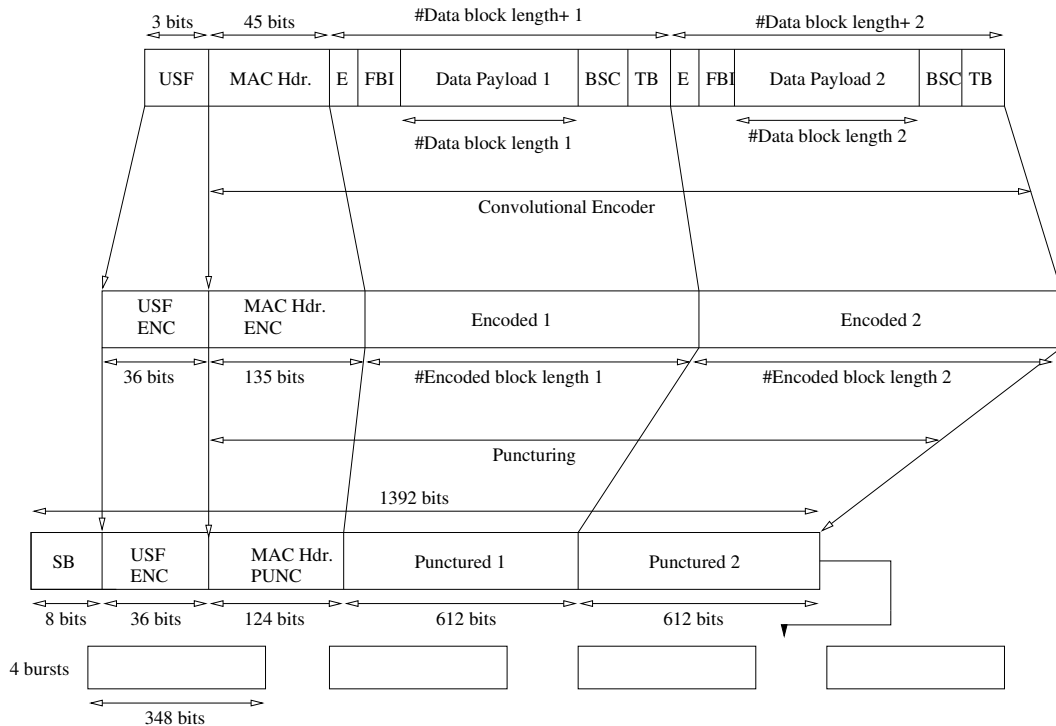 #Data block length+ 1
#Data block length+ 2
3 bits
45 bits
USF
MAC Hdr.
E
FBI
Data Payload 1
BSC
TB
E
FBI
Data Payload 2
BSC
TB
#Data block length 1
#Data block length 2
Convolutional Encoder
USF
ENC
MAC Hdr.
ENC
Encoded 1
Encoded 2
36 bits
135 bits
#Encoded block length 1
#Encoded block length 2
Puncturing
1392 bits
SB
USF
ENC
MAC Hdr.
PUNC
Punctured 1
Punctured 2
8 bits
36 bits
124 bits
612 bits
612 bits
4 bursts
348 bits